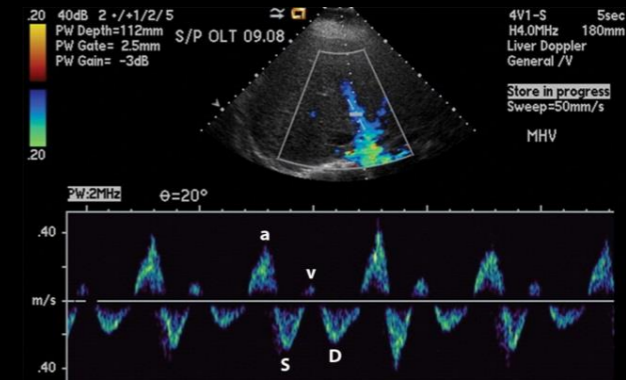 .20
40dB 2 •/+1/2/5
PW Depth=112mm
PW Gate= 2.5mm
PW Gain= -3dB
.20
S/P OLT 09.08.
4V1-S 5sec
H4.0MHz 180mm
Liver Doppler
General /V
Store in progress
Sweep=50mm/s
MHV
PW:2MHz
Θ=20°
.40
m/s
.40
a
v
S
D